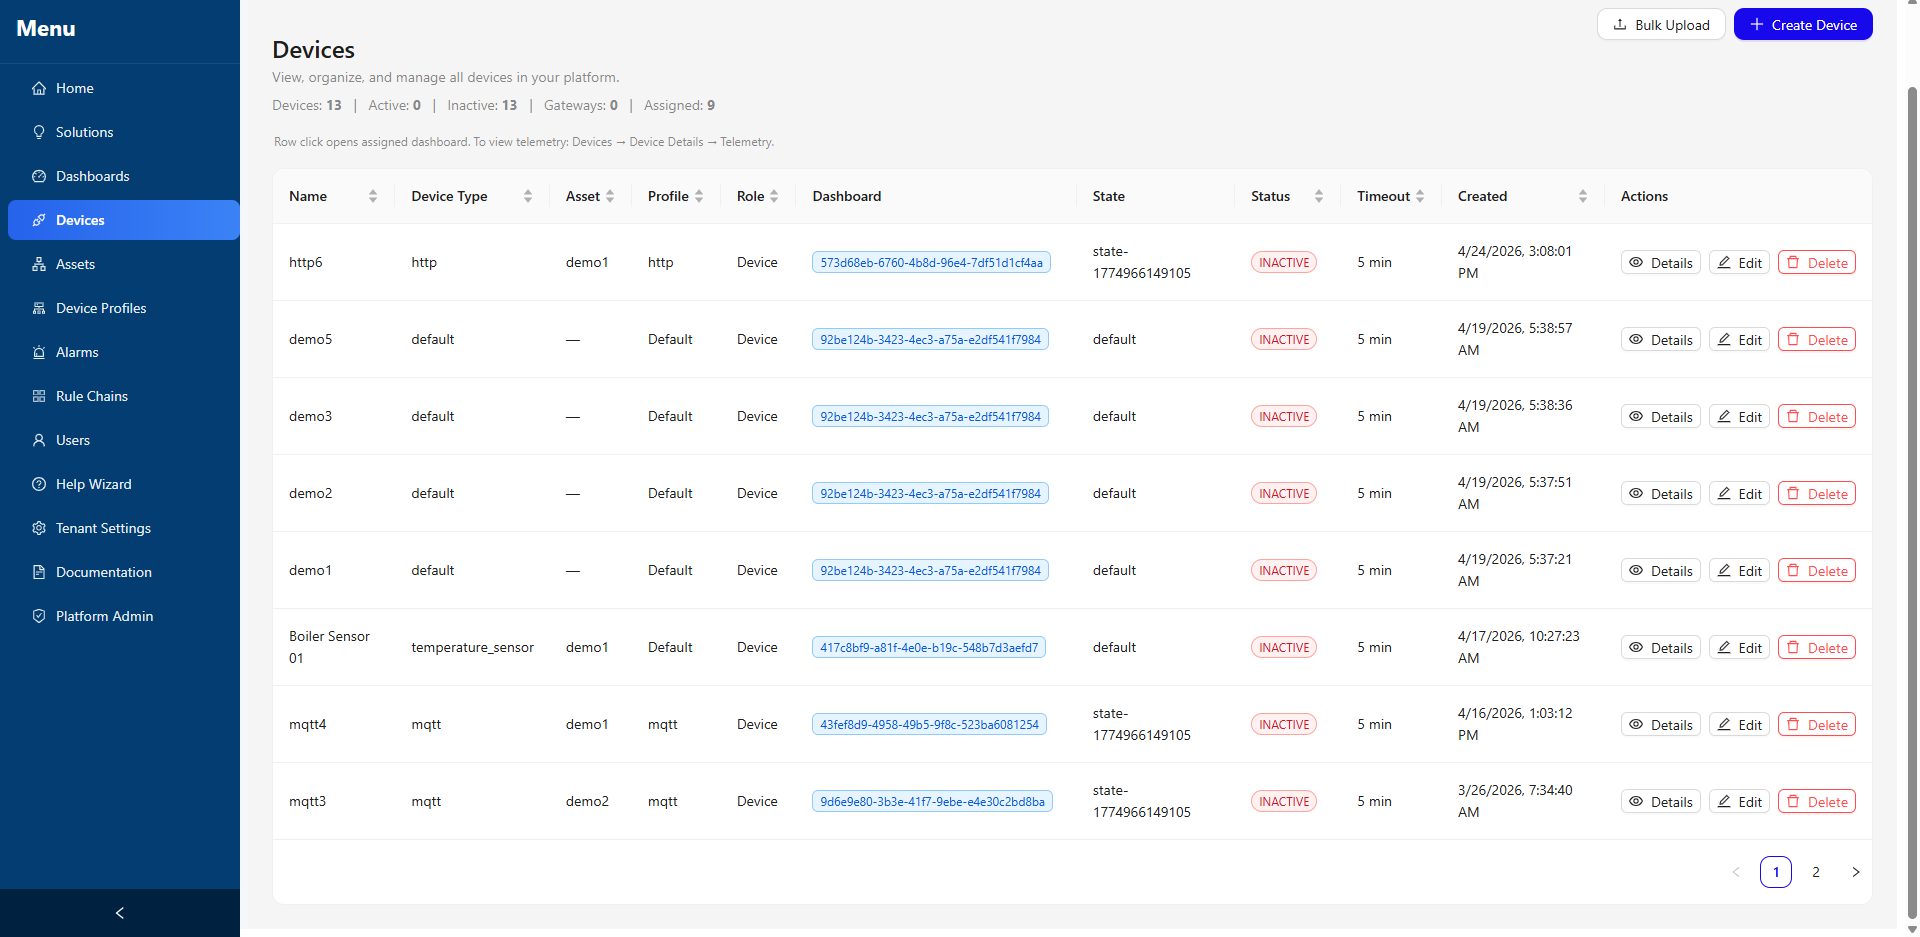 Menu
Home
Solutions
Dashboards
Devices
Assets
Device Profiles
Alarms
Rule Chains
Users
Help Wizard
Tenant Settings
Documentation
Platform Admin
Bulk Upload
Create Device
Devices
View, organize, and manage all devices in your platform.
Devices: 13 | Active: 0 | Inactive: 13 | Gateways: 0 | Assigned: 9
Row click opens assigned dashboard. To view telemetry: Devices → Device Details → Telemetry.
Name Device Type Asset Profile Role Dashboard State Status Timeout Created Actions
http6 http demo1 http Device 573d68eb-6760-4b8d-96e4-7df51d1cf4aa state-1774966149105 INACTIVE 5 min 4/24/2026, 3:08:01 PM Details Edit Delete
demo5 default — Default Device 92be124b-3423-4ec3-a75a-e2df541f7984 default INACTIVE 5 min 4/19/2026, 5:38:57 AM Details Edit Delete
demo3 default — Default Device 92be124b-3423-4ec3-a75a-e2df541f7984 default INACTIVE 5 min 4/19/2026, 5:38:36 AM Details Edit Delete
demo2 default — Default Device 92be124b-3423-4ec3-a75a-e2df541f7984 default INACTIVE 5 min 4/19/2026, 5:37:51 AM Details Edit Delete
demo1 default — Default Device 92be124b-3423-4ec3-a75a-e2df541f7984 default INACTIVE 5 min 4/19/2026, 5:37:21 AM Details Edit Delete
Boiler Sensor 01 temperature_sensor demo1 Default Device 417c8bf9-a81f-4e0e-b19c-548b7d3aefd7 default INACTIVE 5 min 4/17/2026, 10:27:23 AM Details Edit Delete
mqtt4 mqtt demo1 mqtt Device 43fef8d9-4958-49b5-9f8c-523ba6081254 state-1774966149105 INACTIVE 5 min 4/16/2026, 1:03:12 PM Details Edit Delete
mqtt3 mqtt demo2 mqtt Device 9d6e9e80-3b3e-41f7-9ebe-e4e30c2bd8ba state-1774966149105 INACTIVE 5 min 3/26/2026, 7:34:40 AM Details Edit Delete
1 2